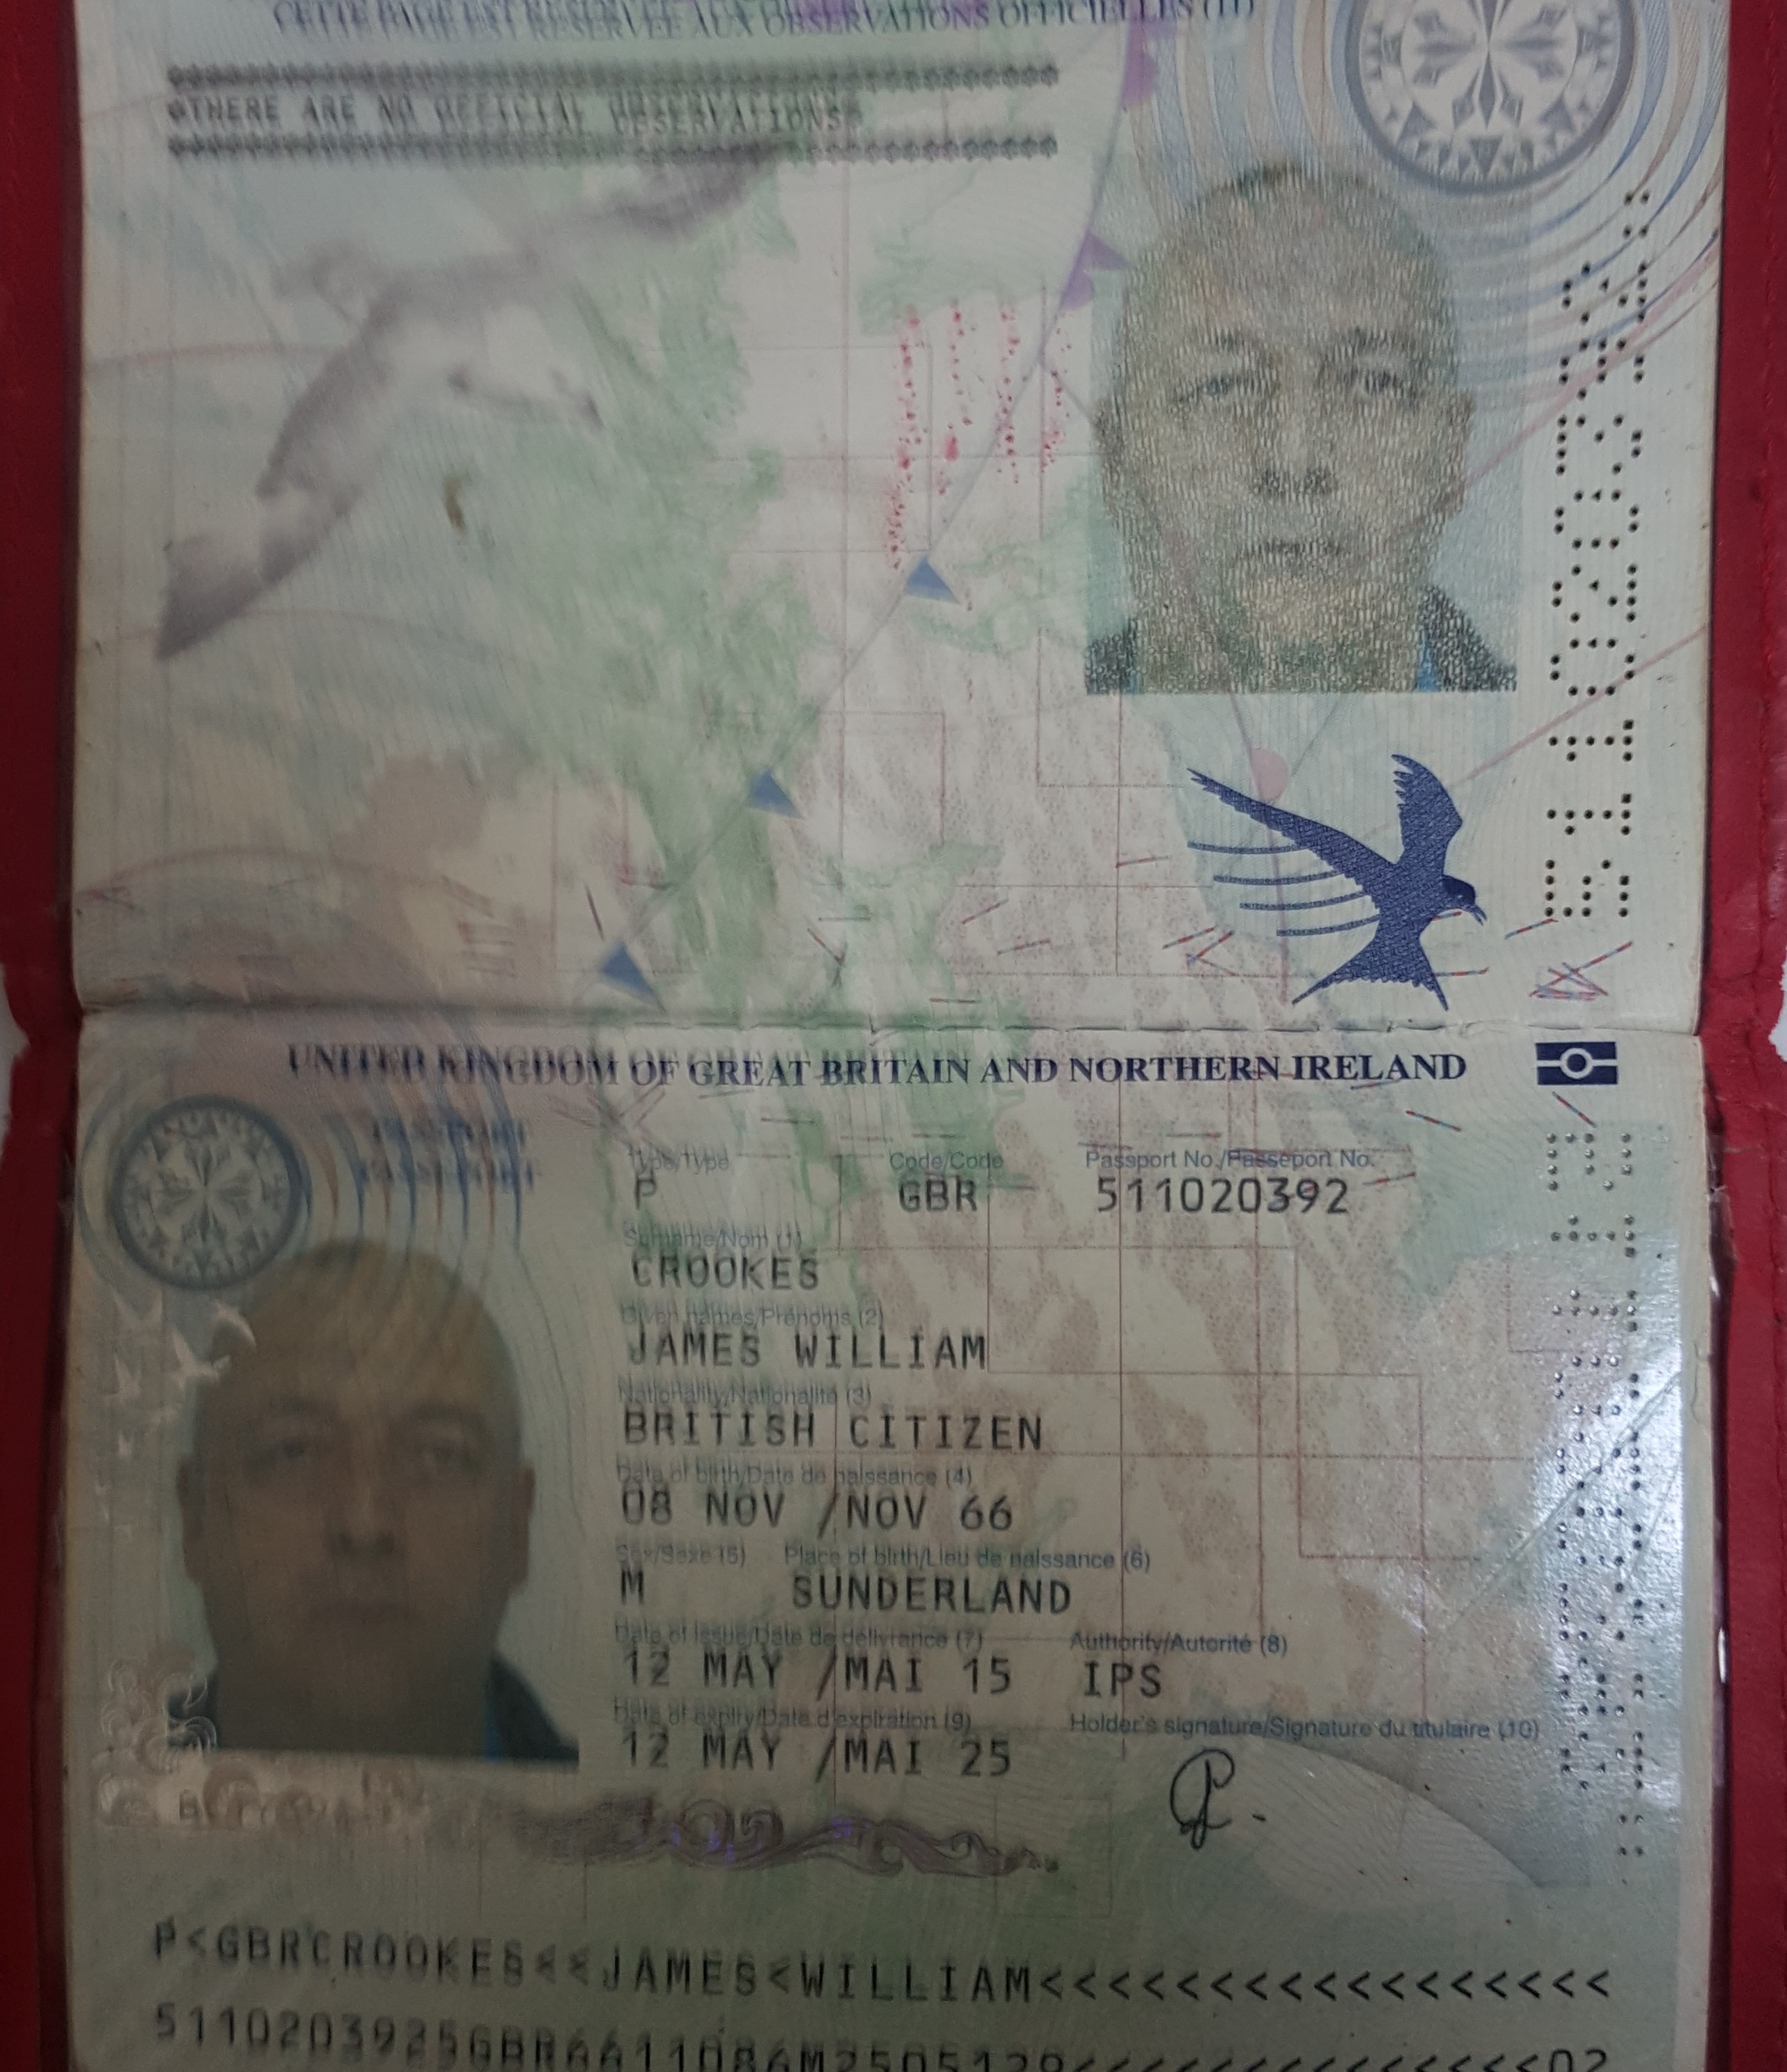 CETTE PAGE EST RESERVEE AUX OBSERVATIONS OFFICIELLES (11)
THERE ARE NO OFFICIAL OBSERVATIONS
UNITED KINGDOM OF GREAT BRITAIN AND NORTHERN IRELAND
PASSPORT
PASSEPORT
Type/Type Code/Code Passport No./Passeport No.
P GBR 511020392
Surname/Nom (1)
CROOKES
Given names/Prénoms (2)
JAMES WILLIAM
Nationality/Nationalité (3)
BRITISH CITIZEN
Date of birth/Date de naissance (4)
08 NOV /NOV 66
Sex/Sexe (5) Place of birth/Lieu de naissance (6)
M SUNDERLAND
Date of issue/Date de délivrance (7) Authority/Autorité (8)
12 MAY /MAI 15 IPS
Date of expiry/Date d'expiration (9) Holder's signature/Signature du titulaire (10)
12 MAY /MAI 25
P<GBRCROOKES<<JAMES<WILLIAM<<<<<<<<<<<<<<<<<
5110203925GBR6611086M2505129<<<<<<<<<<<<<<02